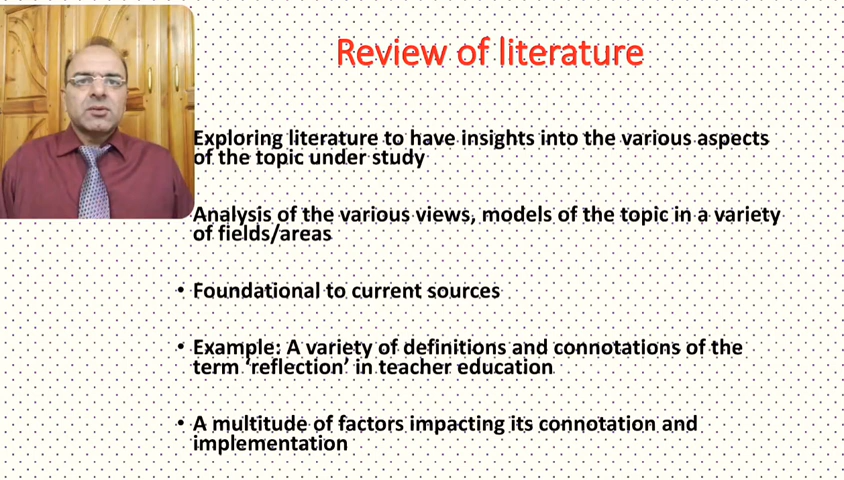 Review of literature
Exploring literature to have insights into the various aspects
of the topic under study
Analysis of the various views, models of the topic in a variety
of fields/areas
• Foundational to current sources
• Example: A variety of definitions and connotations of the
term ‘reflection’ in teacher education
• A multitude of factors impacting its connotation and
implementation